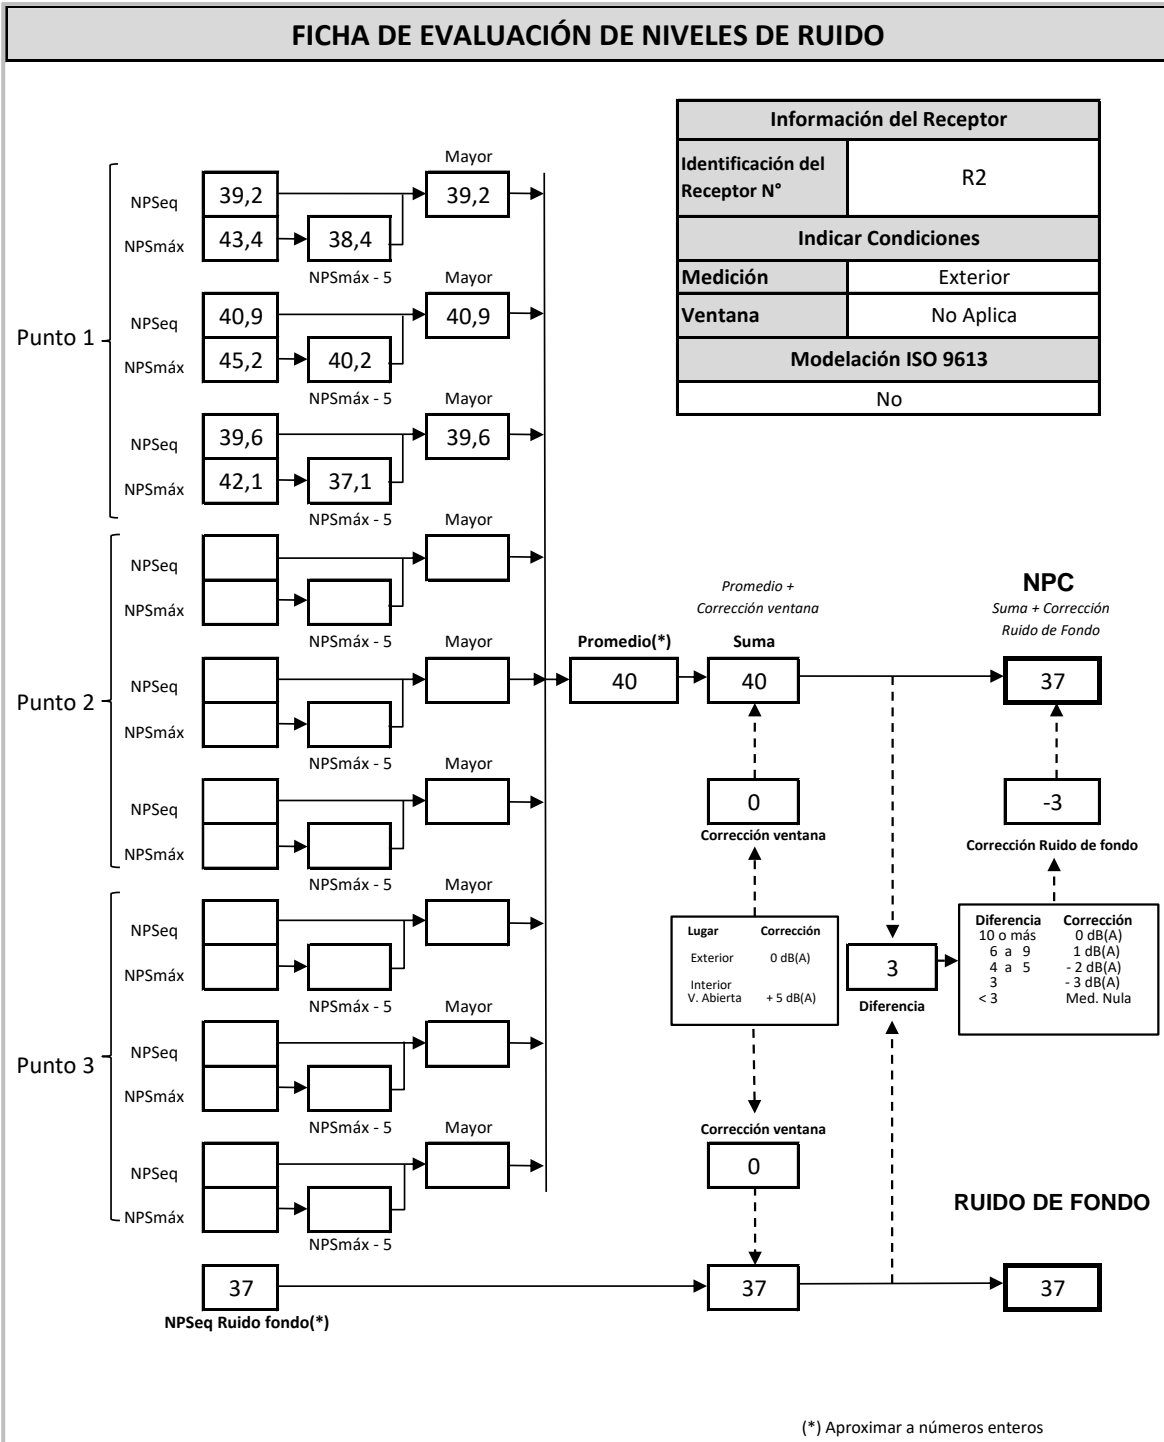 FICHA DE EVALUACIÓN DE NIVELES DE RUIDO
Información del Receptor
Identificación del
Receptor N°
R2
Indicar Condiciones
Medición Exterior
Ventana No Aplica
Modelación ISO 9613
No
Punto 1
Mayor
NPSeq 39,2 39,2
NPSmáx 43,4 38,4
NPSmáx - 5
Mayor
NPSeq 40,9 40,9
NPSmáx 45,2 40,2
NPSmáx - 5
Mayor
NPSeq 39,6 39,6
NPSmáx 42,1 37,1
NPSmáx - 5
Punto 2
Mayor
NPSeq
NPSmáx
NPSmáx - 5
Mayor
NPSeq
NPSmáx
NPSmáx - 5
Mayor
NPSeq
NPSmáx
NPSmáx - 5
Punto 3
Mayor
NPSeq
NPSmáx
NPSmáx - 5
Mayor
NPSeq
NPSmáx
NPSmáx - 5
Mayor
NPSeq
NPSmáx
NPSmáx - 5
Promedio(*)
40
Promedio +
Corrección ventana
Suma
40
NPC
Suma + Corrección
Ruido de Fondo
37
0
Corrección ventana
-3
Corrección Ruido de fondo
Lugar Corrección
Exterior 0 dB(A)
Interior
V. Abierta + 5 dB(A)
3
Diferencia
Diferencia Corrección
10 o más 0 dB(A)
6 a 9 1 dB(A)
4 a 5 - 2 dB(A)
3 - 3 dB(A)
< 3 Med. Nula
Corrección ventana
0
RUIDO DE FONDO
37 37 37
NPSeq Ruido fondo(*)
(*) Aproximar a números enteros